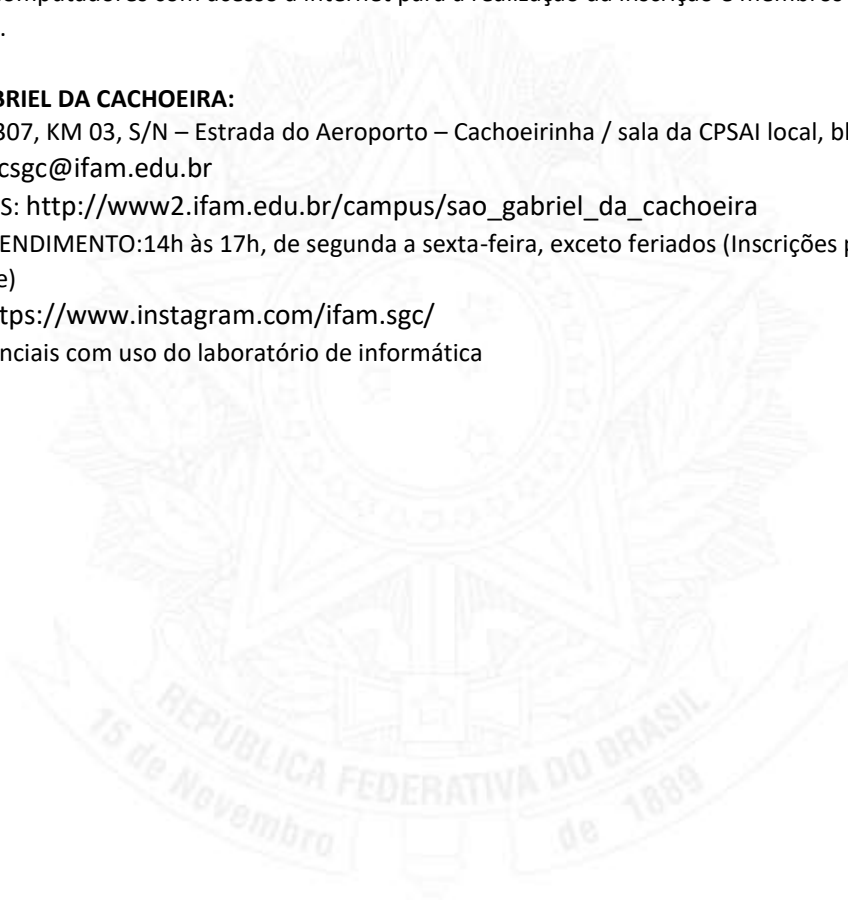 com acesso à internet para a realização da inscrição e membros
.
BRIEL DA CACHOEIRA:
307, KM 03, S/N – Estrada do Aeroporto – Cachoeirinha / sala da CPSAI local, bl
csgc@ifam.edu.br
S: http://www2.ifam.edu.br/campus/sao_gabriel_da_cachoeira
ENDIMENTO:14h às 17h, de segunda a sexta-feira, exceto feriados (Inscrições p
e)
tps://www.instagram.com/ifam.sgc/
nciais com uso do laboratório de informática
REPÚBLICA FEDERATIVA DO BRASIL
15 de Novembro de 1889